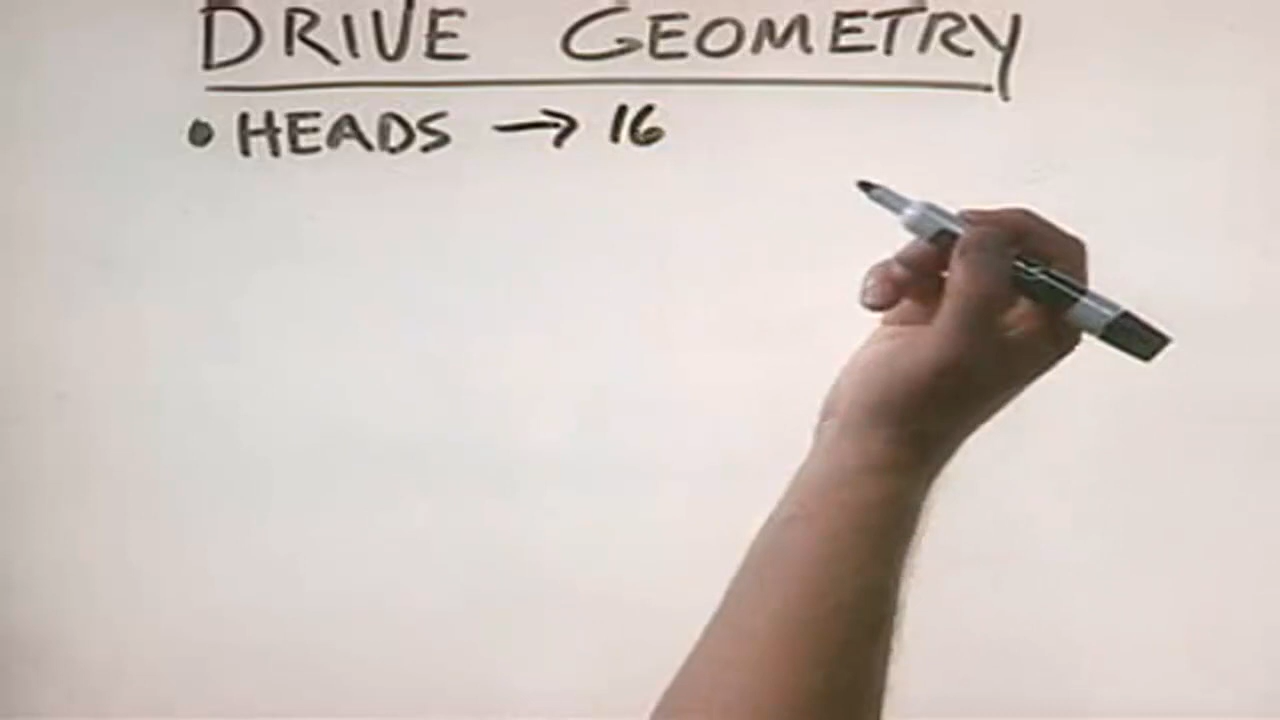 DRIVE GEOMETRY
• HEADS → 16